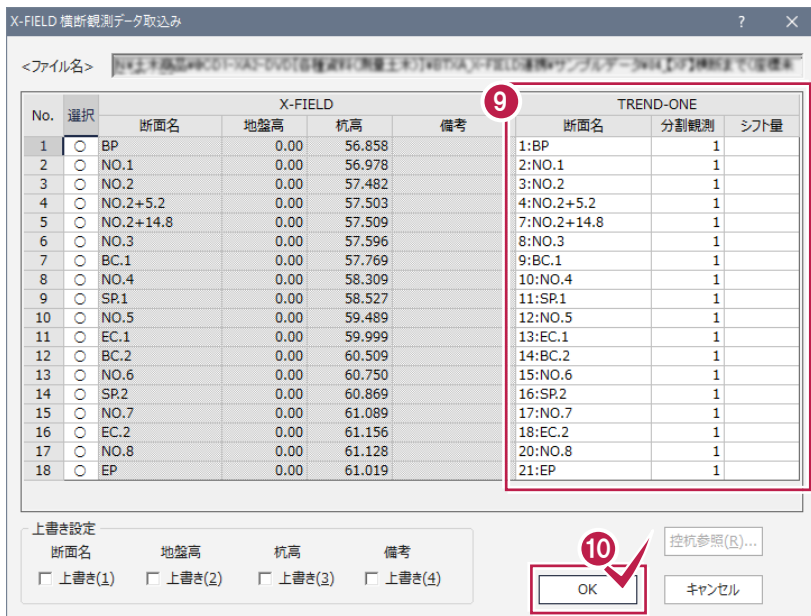 X-FIELD 横断観測データ取込み ? ×
<ファイル名>
No. 選択 X-FIELD 9 TREND-ONE
断面名 地盤高 杭高 備考 断面名 分割観測 シフト量
1 ○ BP 0.00 56.858 1:BP 1
2 ○ NO.1 0.00 56.978 2:NO.1 1
3 ○ NO.2 0.00 57.482 3:NO.2 1
4 ○ NO.2+5.2 0.00 57.503 4:NO.2+5.2 1
5 ○ NO.2+14.8 0.00 57.509 7:NO.2+14.8 1
6 ○ NO.3 0.00 57.596 8:NO.3 1
7 ○ BC.1 0.00 57.769 9:BC.1 1
8 ○ NO.4 0.00 58.309 10:NO.4 1
9 ○ SP.1 0.00 58.527 11:SP.1 1
10 ○ NO.5 0.00 59.489 12:NO.5 1
11 ○ EC.1 0.00 59.999 13:EC.1 1
12 ○ BC.2 0.00 60.509 14:BC.2 1
13 ○ NO.6 0.00 60.750 15:NO.6 1
14 ○ SP.2 0.00 60.869 16:SP.2 1
15 ○ NO.7 0.00 61.089 17:NO.7 1
16 ○ EC.2 0.00 61.156 18:EC.2 1
17 ○ NO.8 0.00 61.128 20:NO.8 1
18 ○ EP 0.00 61.019 21:EP 1
上書き設定
断面名 地盤高 杭高 備考
上書き(1) 上書き(2) 上書き(3) 上書き(4)
控杭参照(R)...
10
OK キャンセル